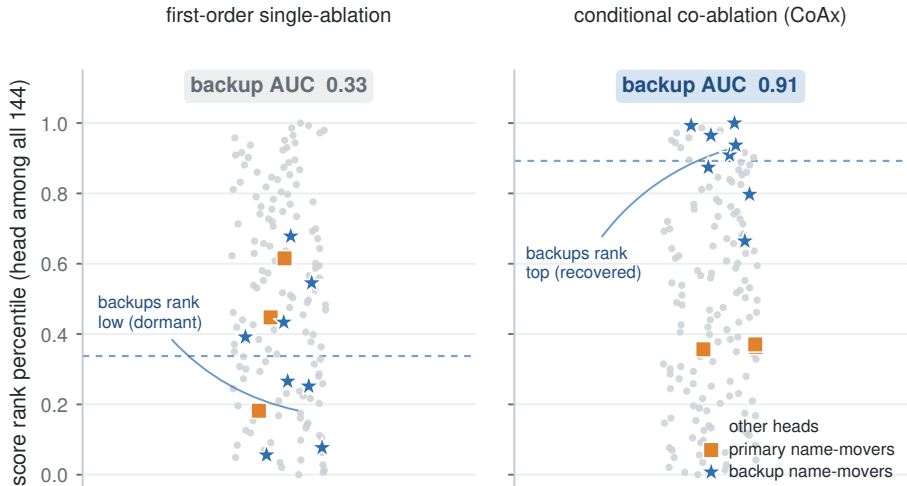 first-order single-ablation
conditional co-ablation (CoAx)
score rank percentile (head among all 144)
backup AUC 0.33
backup AUC 0.91
1.0
0.8
0.6
0.4
0.2
0.0
backups rank
low (dormant)
backups rank
top (recovered)
other heads
primary name-movers
backup name-movers